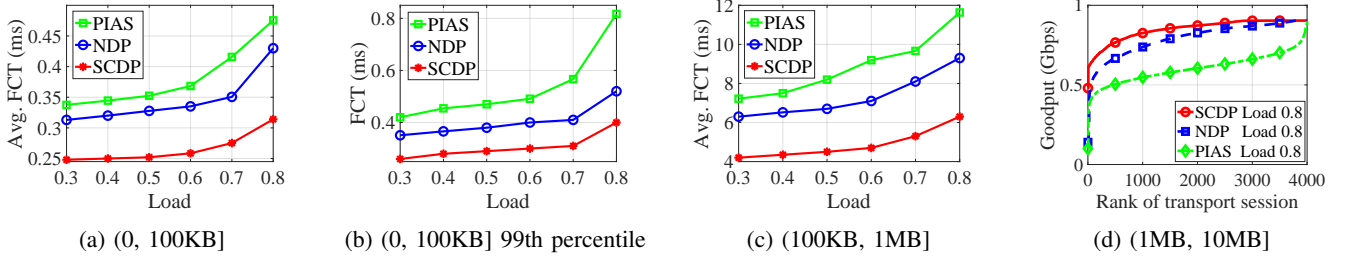 Avg. FCT (ms)
0.45
0.4
0.35
0.3
0.25
PIAS
NDP
SCDP
0.3 0.4 0.5 0.6 0.7 0.8
Load
(a) (0, 100KB]
FCT (ms)
0.8
0.6
0.4
PIAS
NDP
SCDP
0.3 0.4 0.5 0.6 0.7 0.8
Load
(b) (0, 100KB] 99th percentile
Avg. FCT (ms)
12
10
8
6
4
PIAS
NDP
SCDP
0.3 0.4 0.5 0.6 0.7 0.8
Load
(c) (100KB, 1MB]
Goodput (Gbps)
1
0.5
0
SCDP Load 0.8
NDP Load 0.8
PIAS Load 0.8
0 1000 2000 3000 4000
Rank of transport session
(d) (1MB, 10MB]